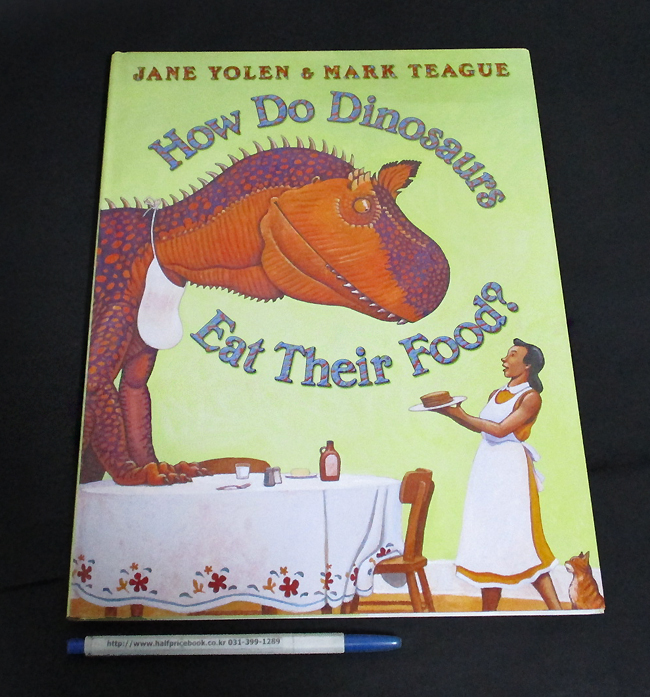 JANE YOLEN & MARK TEAGUE
How Do Dinosaurs
Eat Their Food?
http://www.halfpricebook.co.kr 031-399-1289